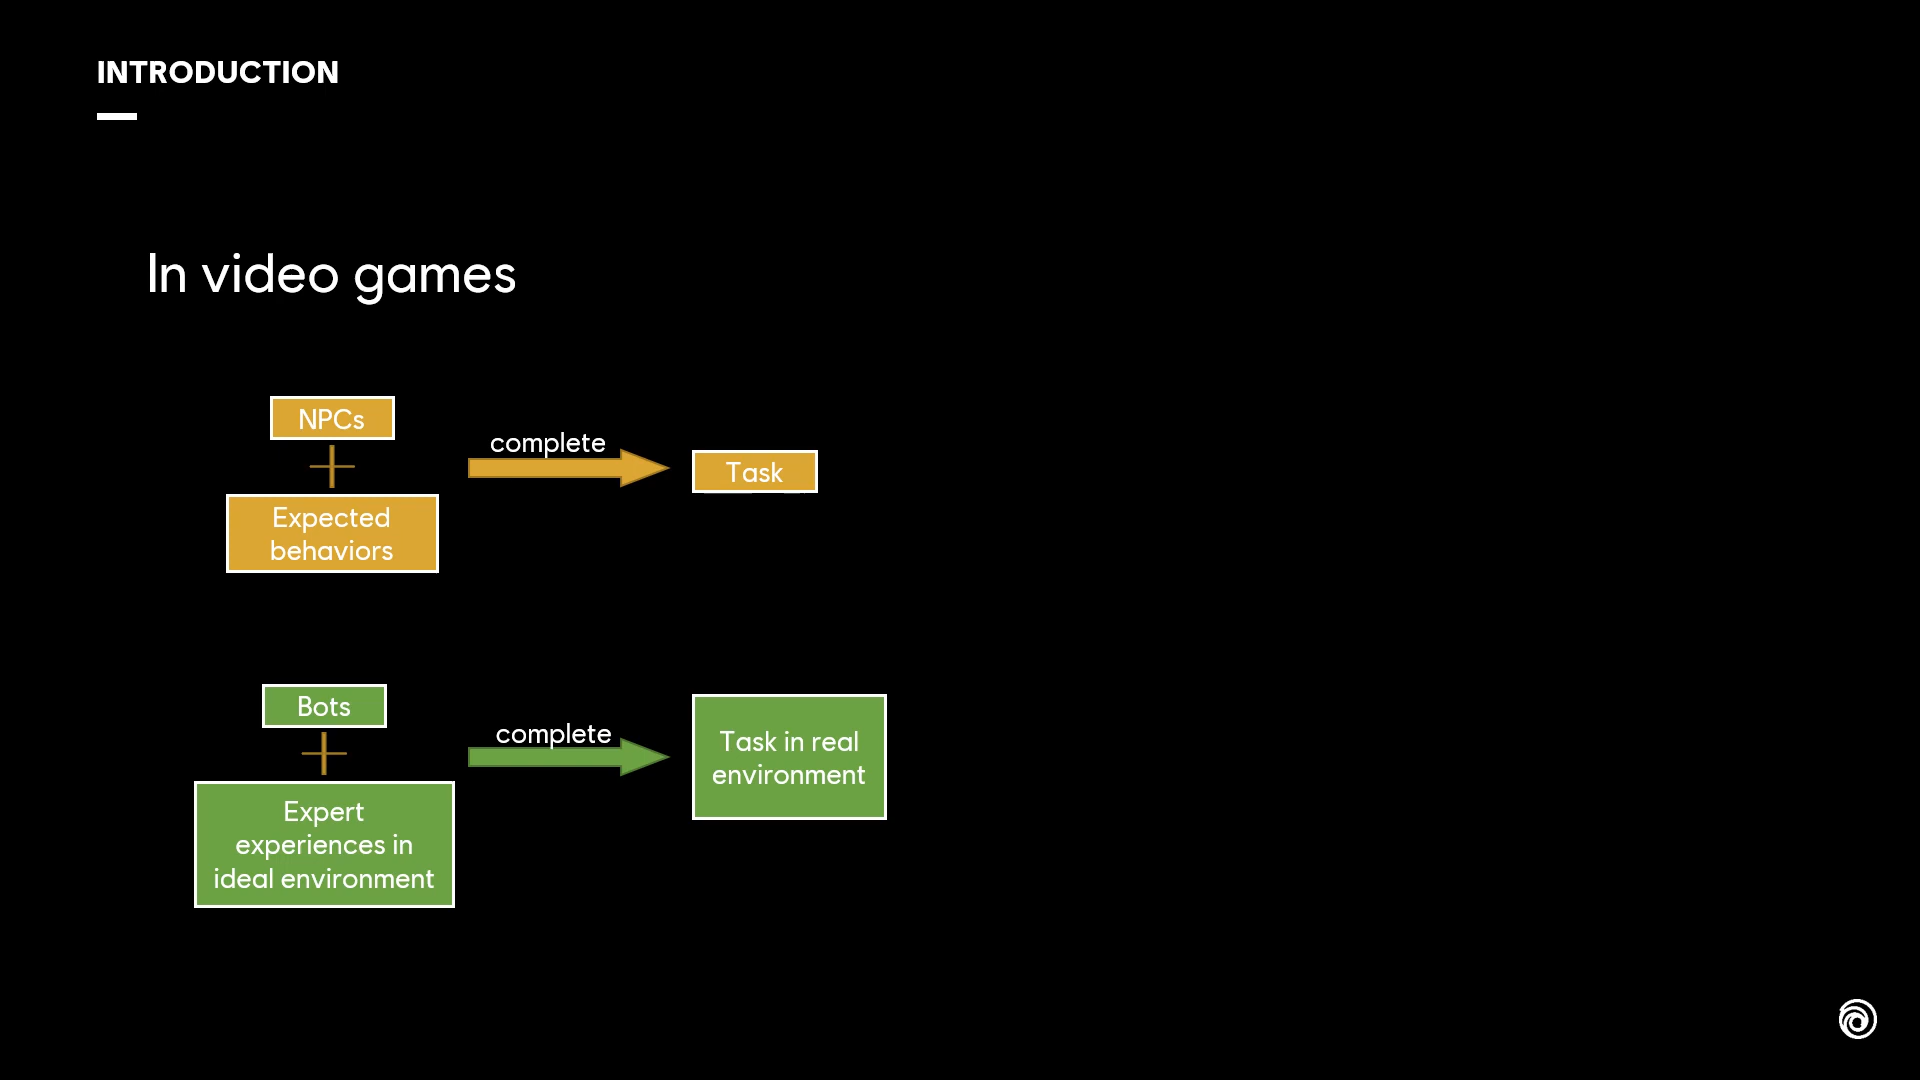 INTRODUCTION
In video games
NPCs
Expected
behaviors
complete
Task
Bots
Expert
experiences in
ideal environment
complete
Task in real
environment